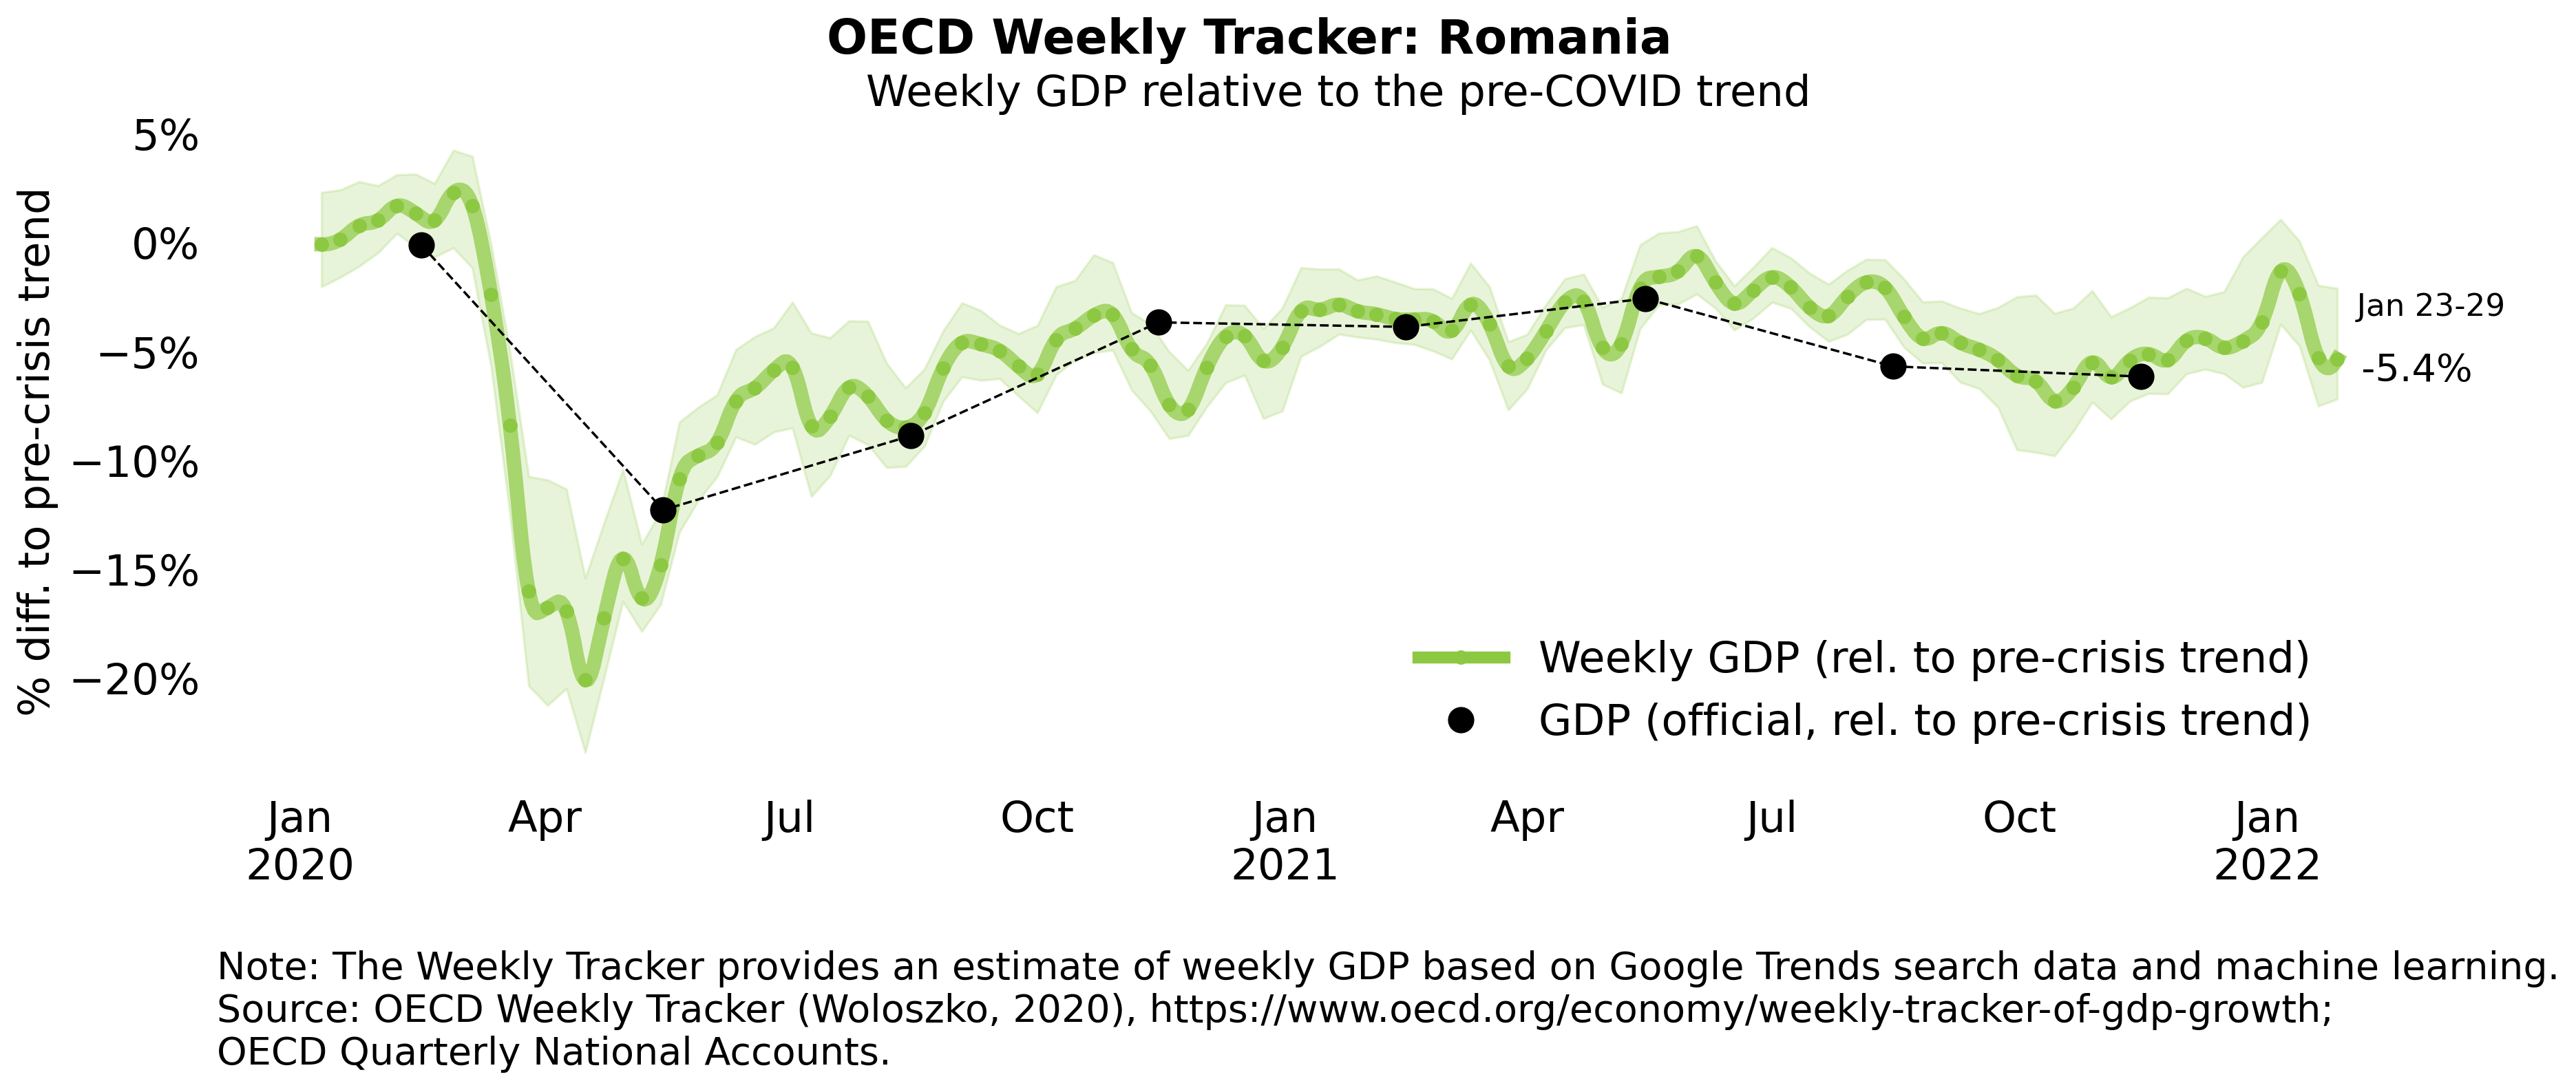 OECD Weekly Tracker: Romania
Weekly GDP relative to the pre-COVID trend
% diff. to pre-crisis trend
5%
0%
−5%
−10%
−15%
−20%
Jan 23-29
-5.4%
Weekly GDP (rel. to pre-crisis trend)
GDP (official, rel. to pre-crisis trend)
Jan Apr Jul Oct Jan Apr Jul Oct Jan
2020 2021 2022
Note: The Weekly Tracker provides an estimate of weekly GDP based on Google Trends search data and machine learning.
Source: OECD Weekly Tracker (Woloszko, 2020), https://www.oecd.org/economy/weekly-tracker-of-gdp-growth;
OECD Quarterly National Accounts.